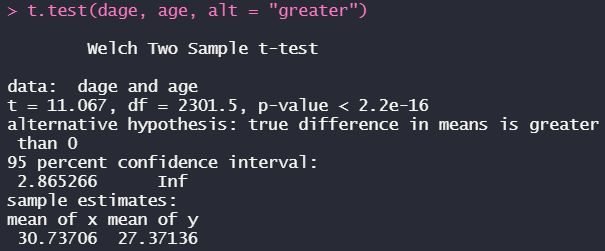 > t.test(dage, age, alt = "greater")
Welch Two Sample t-test
data:  dage and age
t = 11.067, df = 2301.5, p-value < 2.2e-16
alternative hypothesis: true difference in means is greater
 than 0
95 percent confidence interval:
 2.865266      Inf
sample estimates:
mean of x mean of y
 30.73706  27.37136